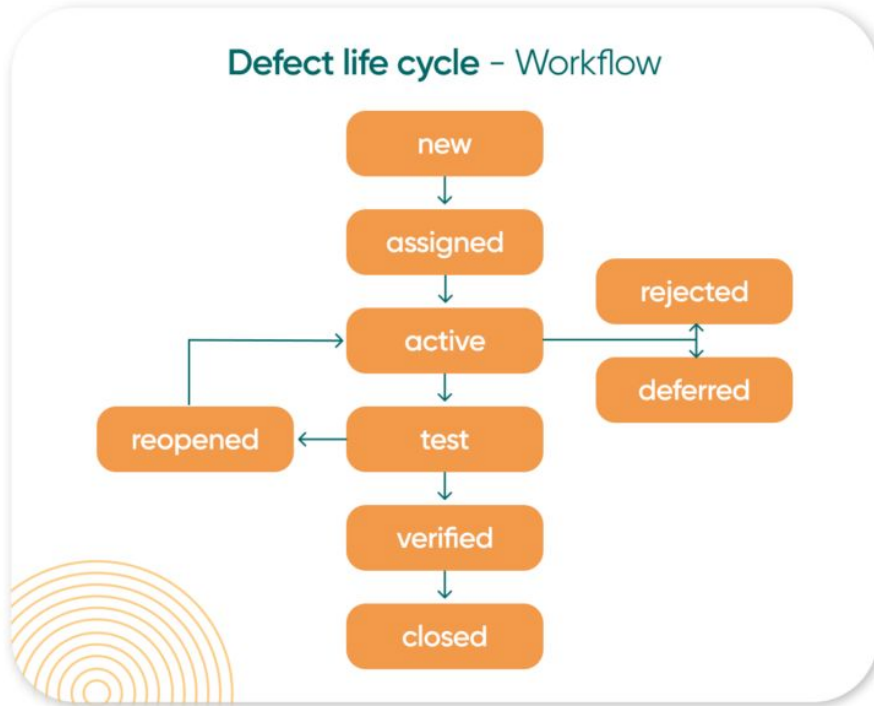 Defect life cycle - Workflow
new
assigned
rejected
active
deferred
reopened
test
verified
closed